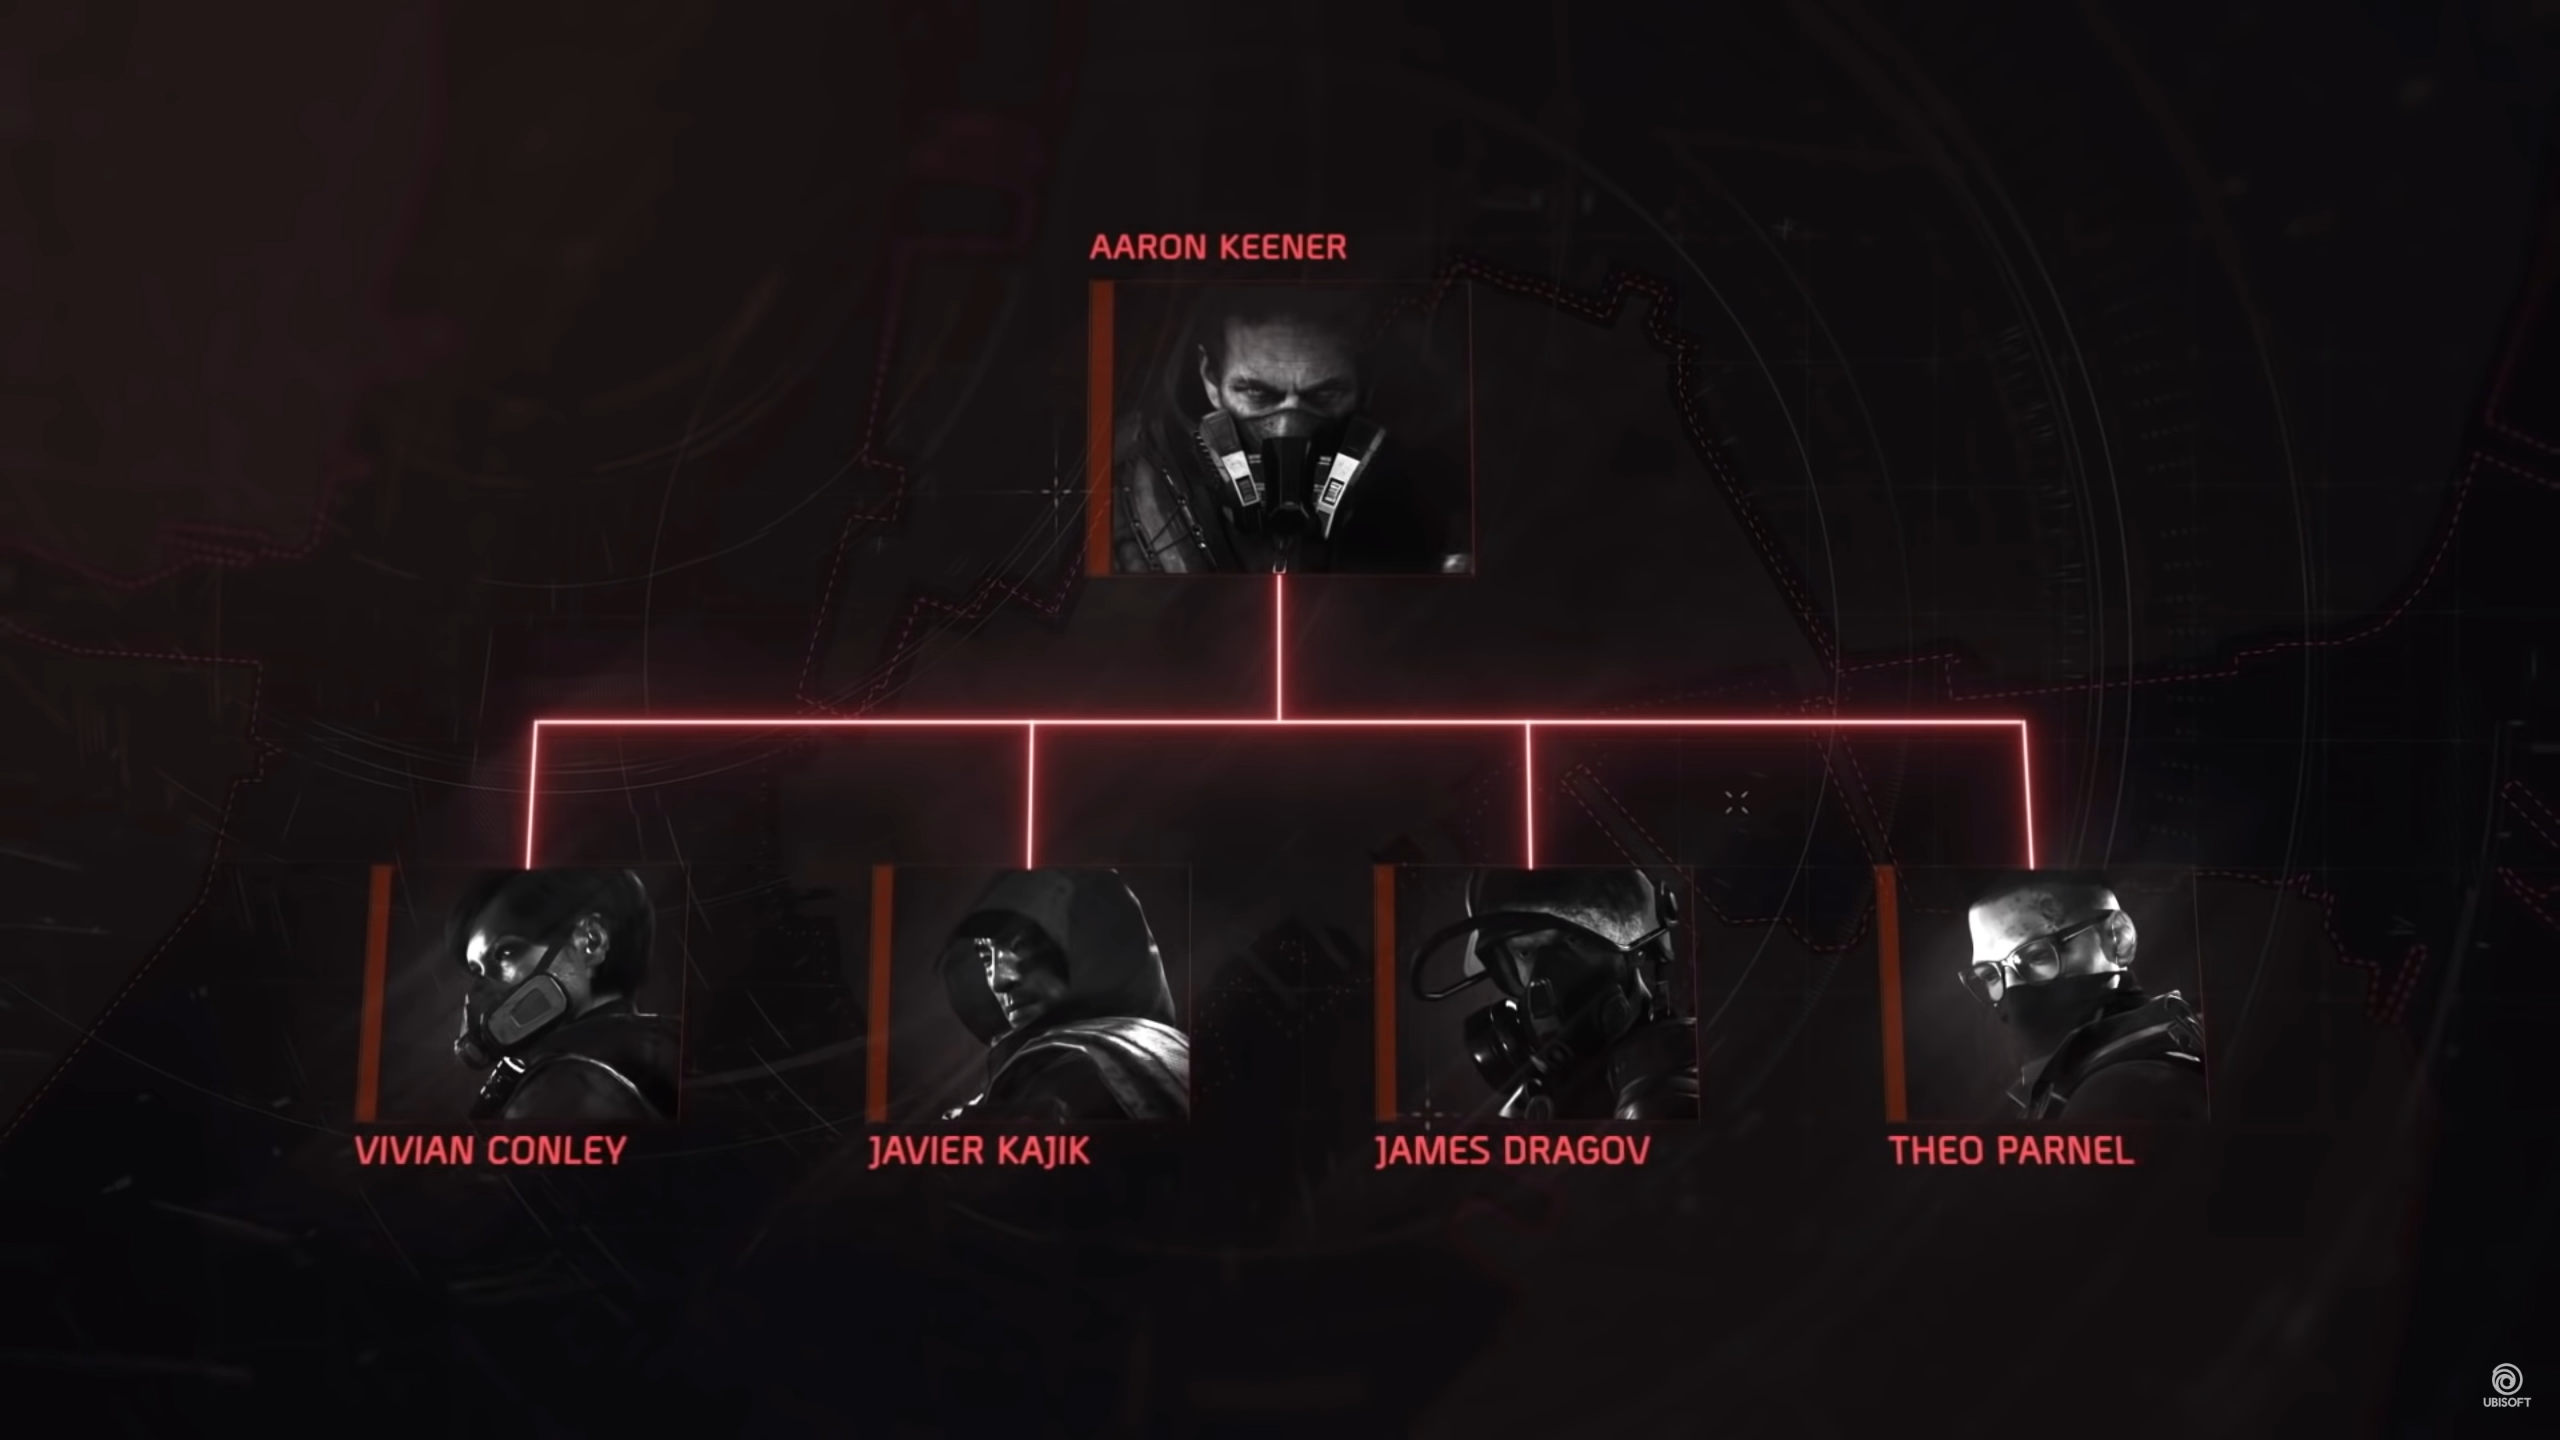 AARON KEENER
VIVIAN CONLEY
JAVIER KAJIK
JAMES DRAGOV
THEO PARNEL
UBISOFT